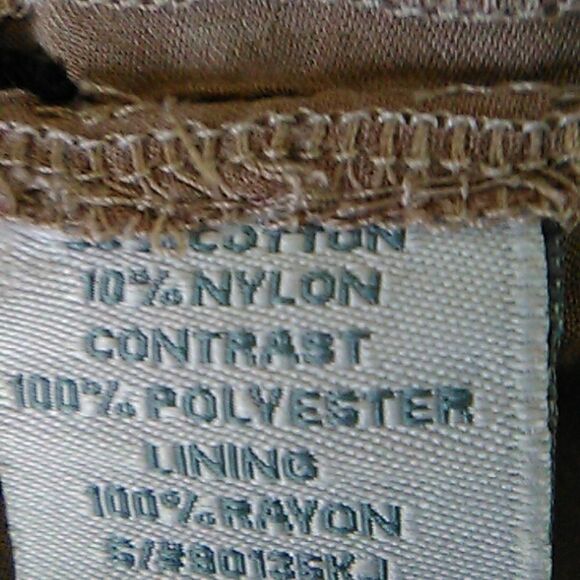 COTTON
10% NYLON
CONTRAST
100% POLYESTER
LINING
100% RAYON